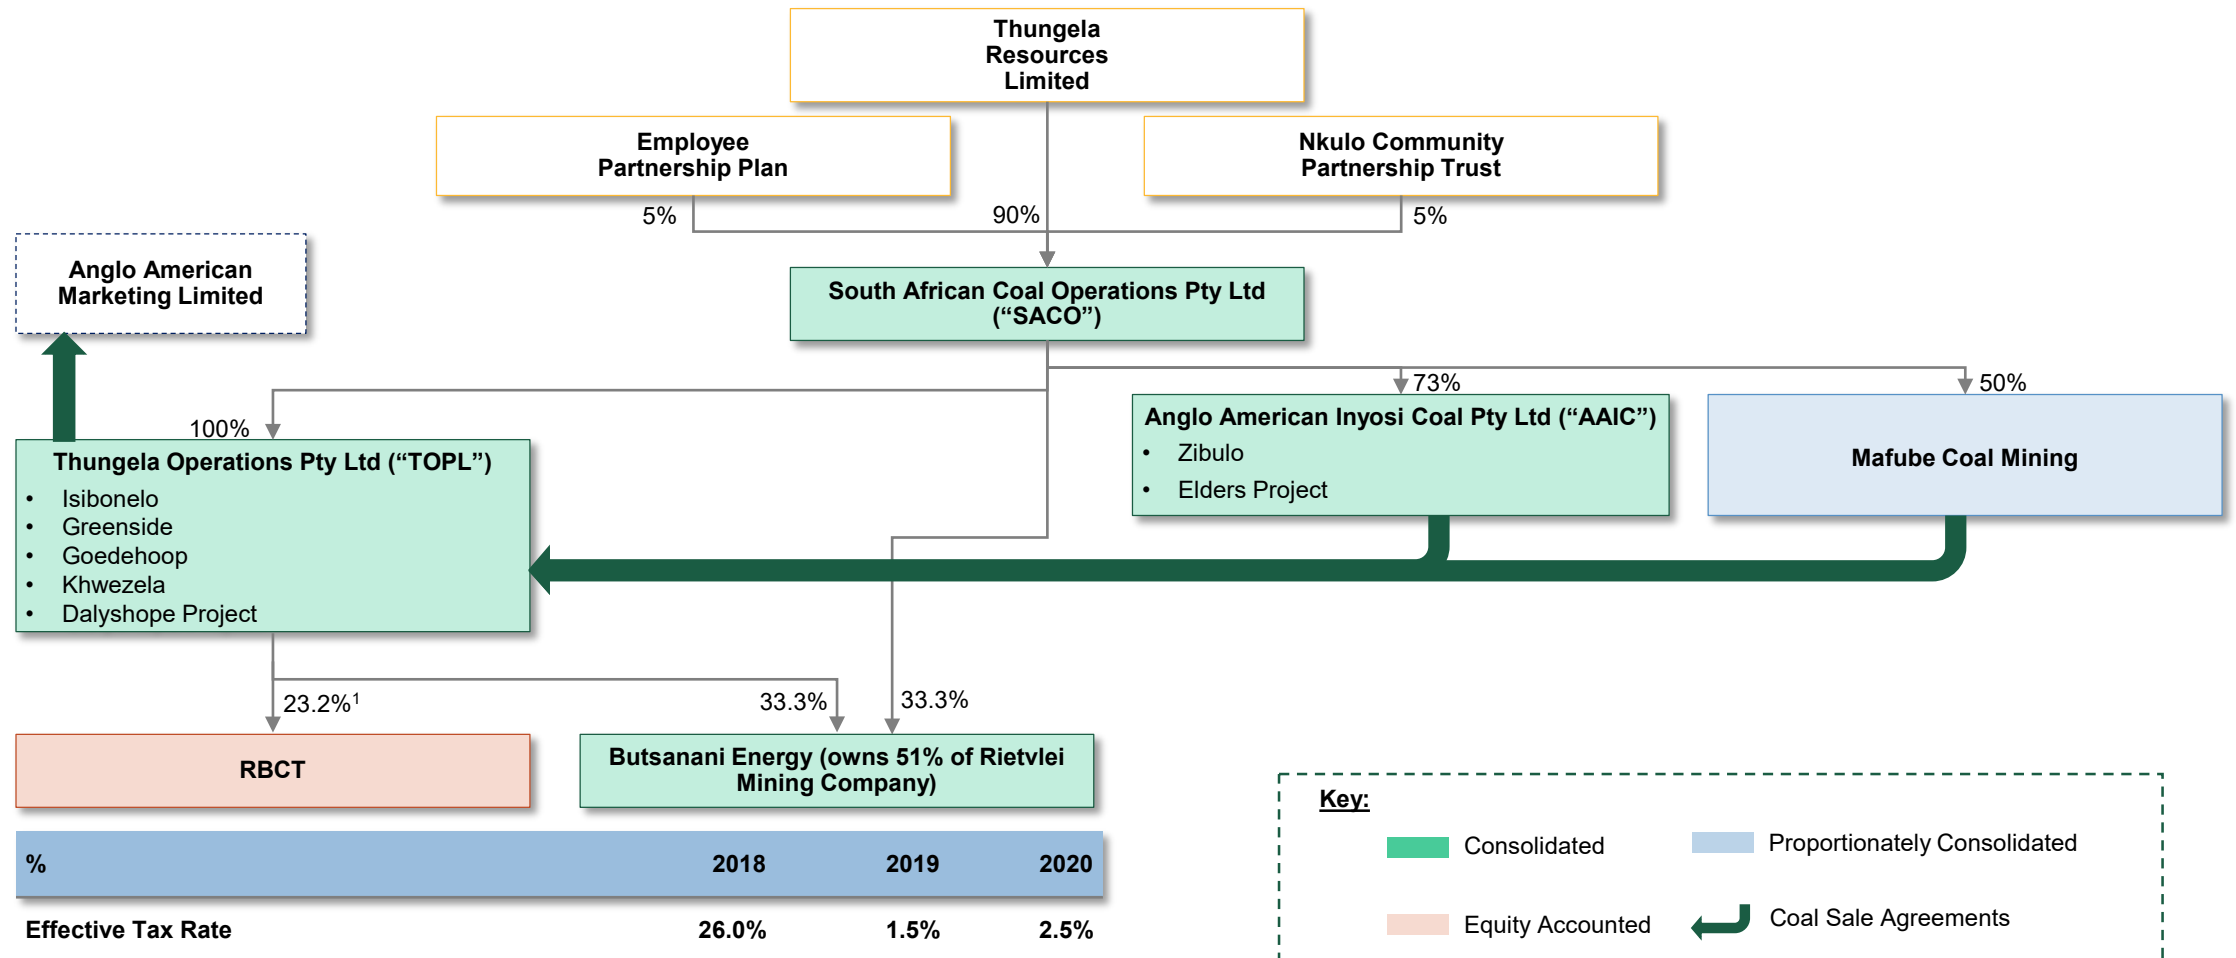 Thungela
Resources
Limited
Employee
Partnership Plan
Nkulo Community
Partnership Trust
5%
90%
5%
Anglo American
Marketing Limited
South African Coal Operations Pty Ltd
(“SACO”)
73%
50%
100%
Anglo American Inyosi Coal Pty Ltd (“AAIC”)
• Zibulo
• Elders Project
Mafube Coal Mining
Thungela Operations Pty Ltd (“TOPL”)
• Isibonelo
• Greenside
• Goedehoop
• Khwezela
• Dalyshope Project
23.2%¹
33.3%
33.3%
RBCT
Butsanani Energy (owns 51% of Rietvlei
Mining Company)
% 2018 2019 2020
Effective Tax Rate 26.0% 1.5% 2.5%
Key:
Consolidated
Proportionately Consolidated
Equity Accounted
Coal Sale Agreements